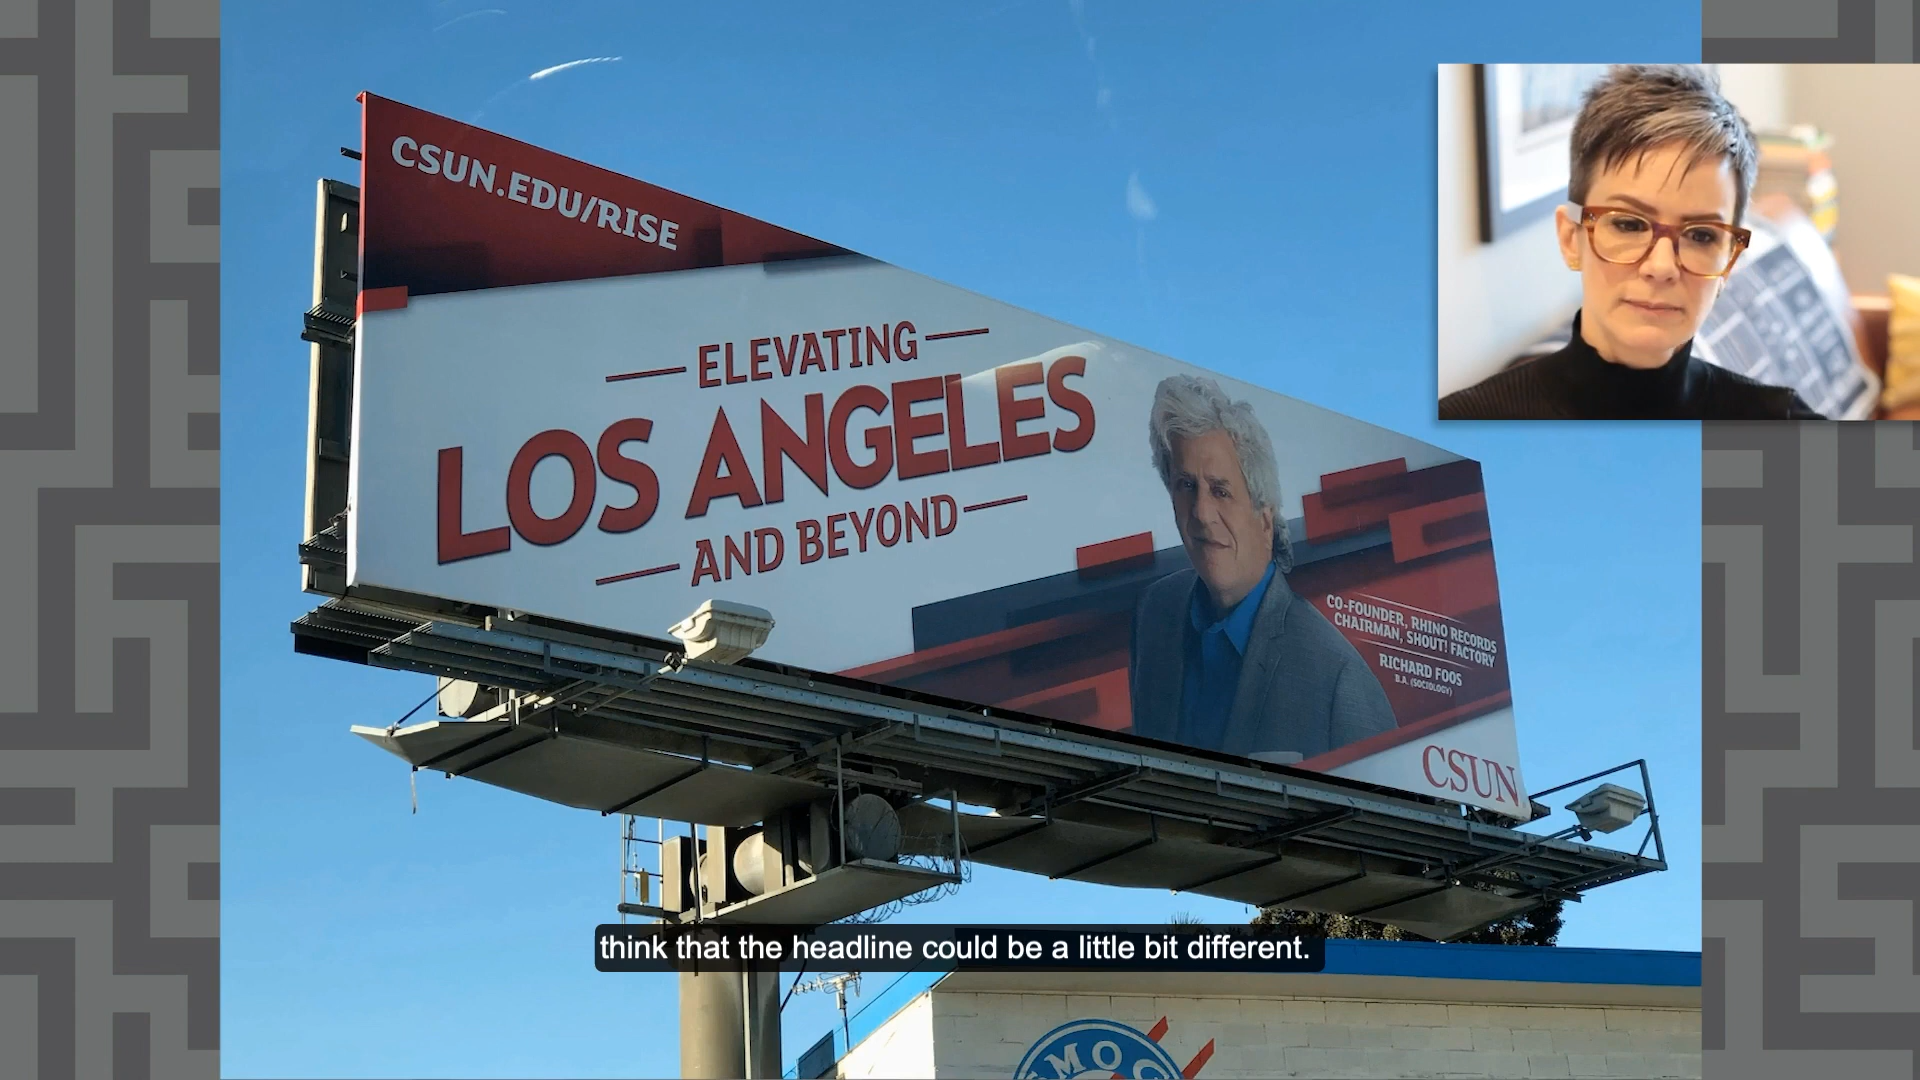 CSUN.EDU/RISE
ELEVATING
LOS ANGELES
AND BEYOND
CO-FOUNDER, RHINO RECORDS
CHAIRMAN, SHOUT! FACTORY
RICHARD FOOS
B.A. (SOCIOLOGY)
CSUN
think that the headline could be a little bit different.
SMOG